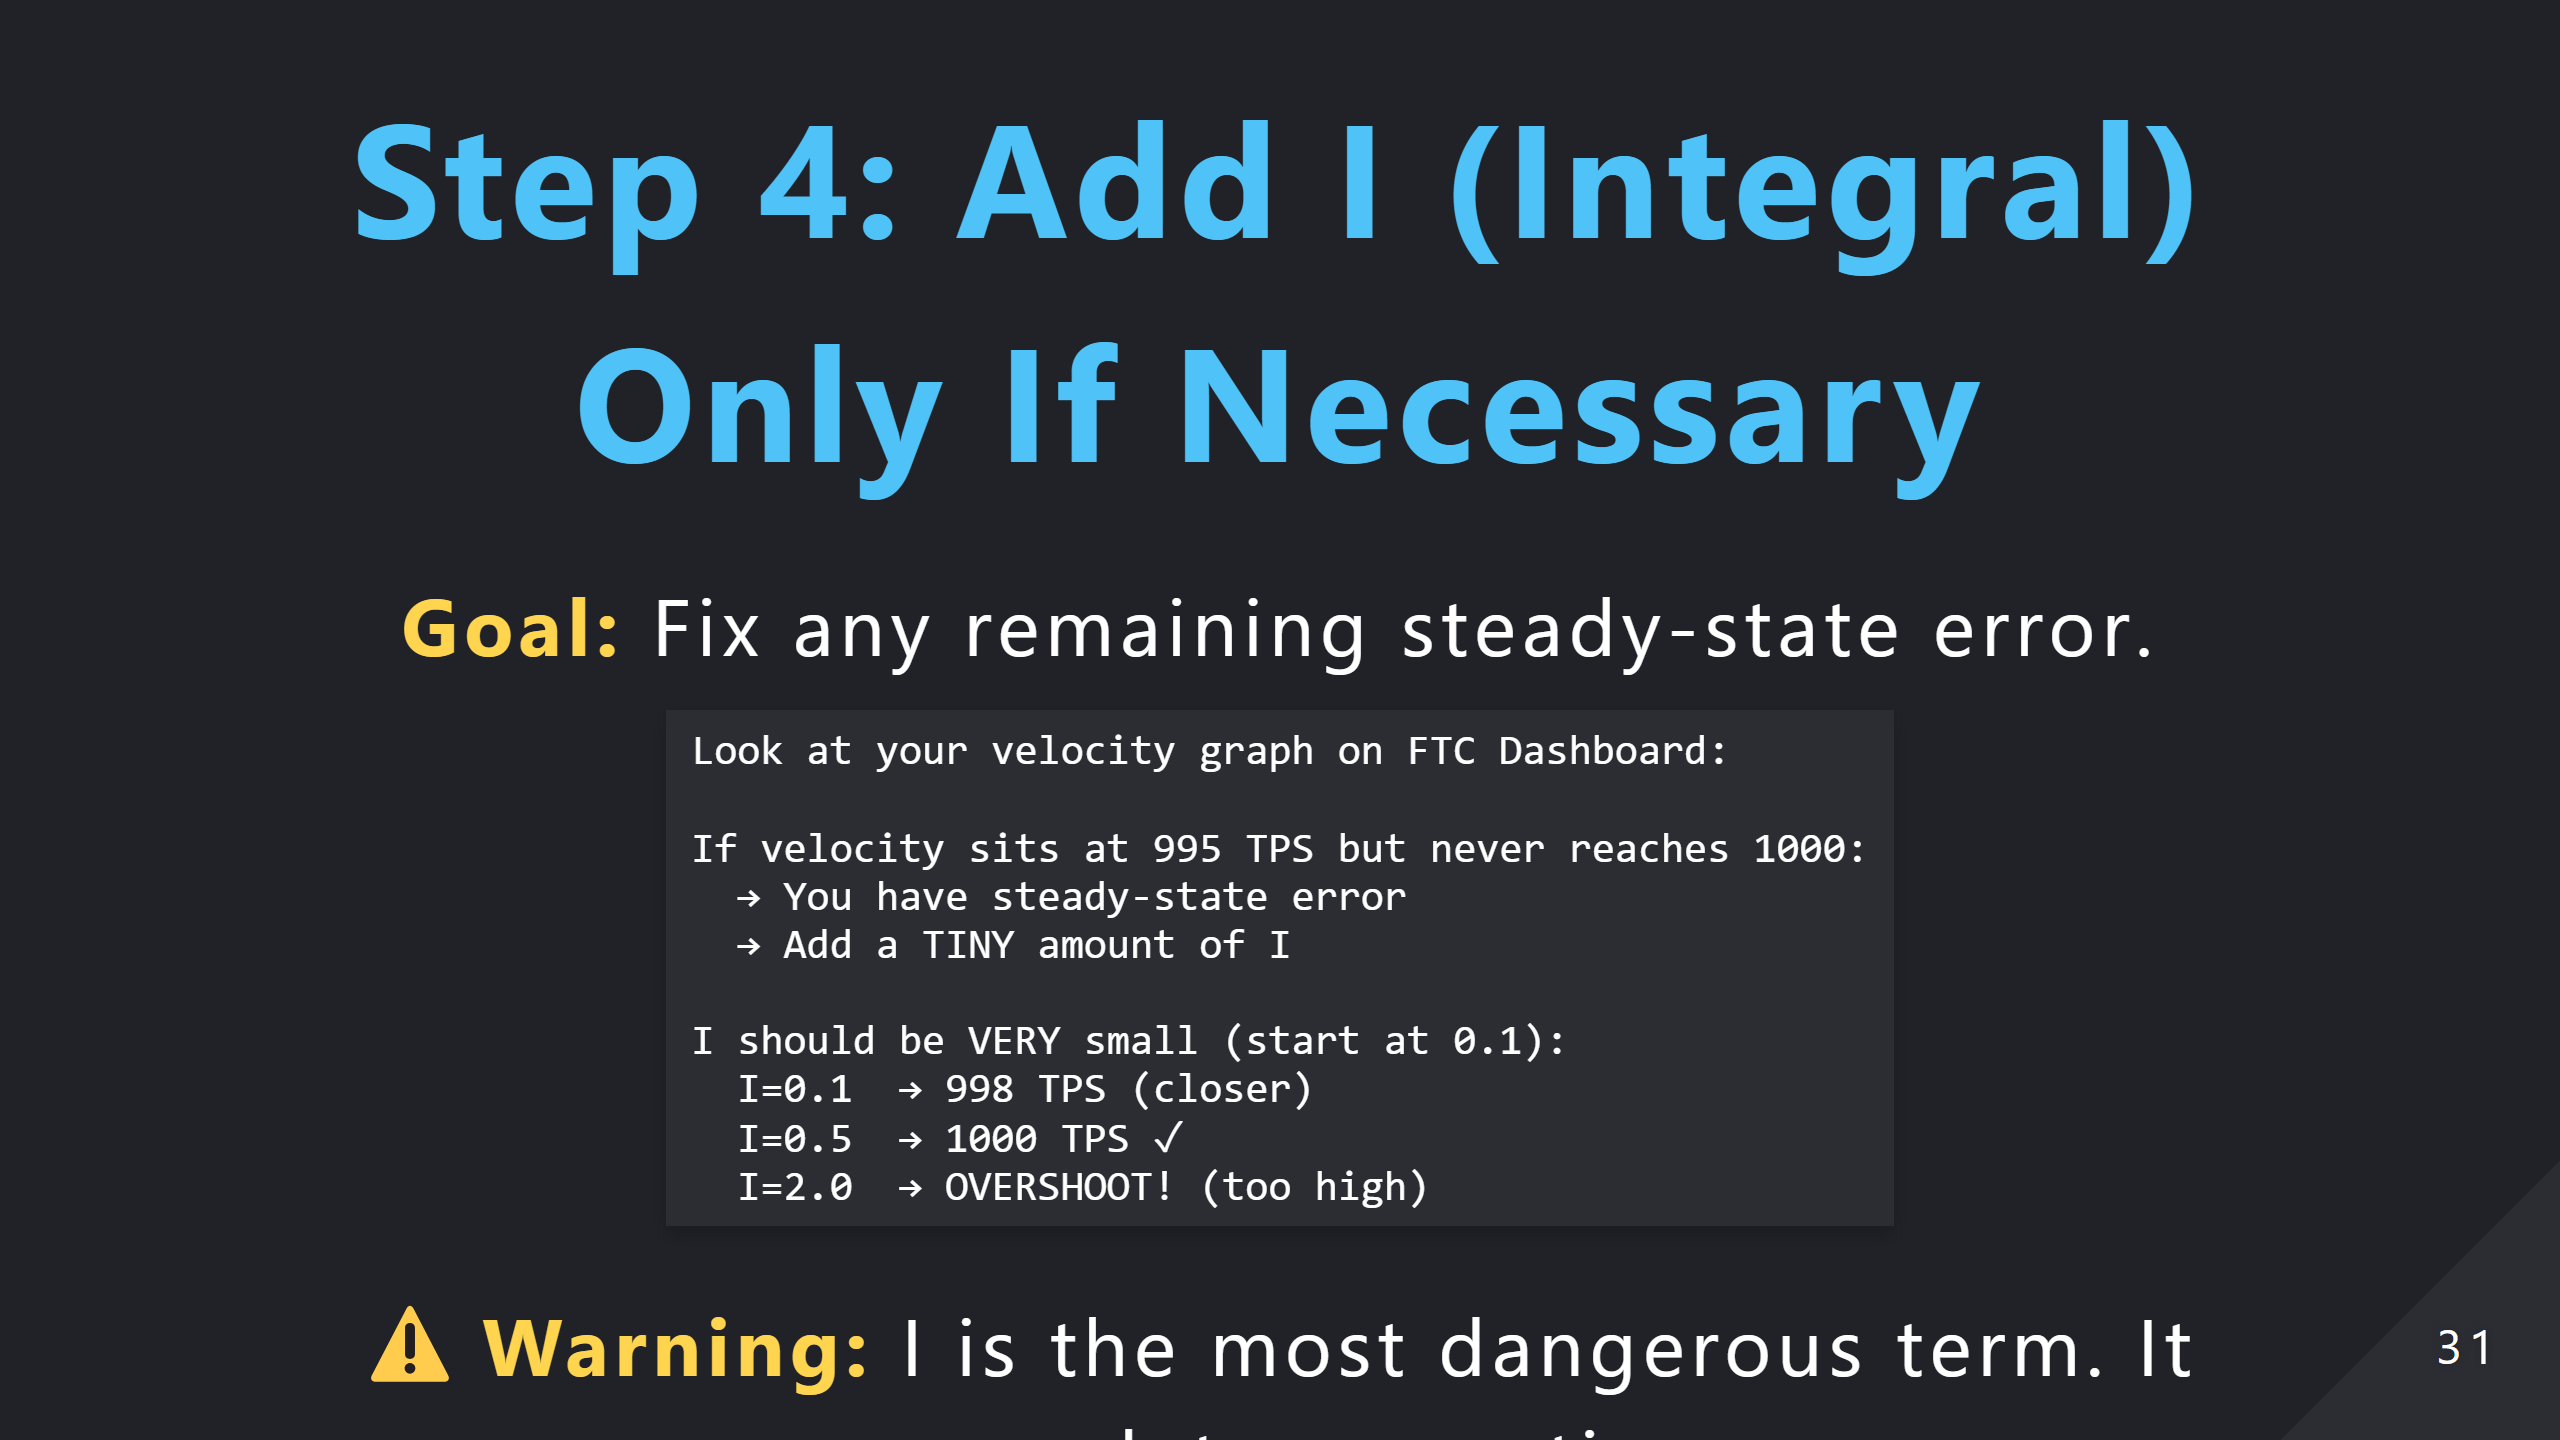 Step 4: Add I (Integral)
Only If Necessary
Goal: Fix any remaining steady-state error.
Look at your velocity graph on FTC Dashboard:
If velocity sits at 995 TPS but never reaches 1000:
→ You have steady-state error
→ Add a TINY amount of I
I should be VERY small (start at 0.1):
I=0.1 → 998 TPS (closer)
I=0.5 → 1000 TPS ✓
I=2.0 → OVERSHOOT! (too high)
⚠ Warning: I is the most dangerous term. It
31